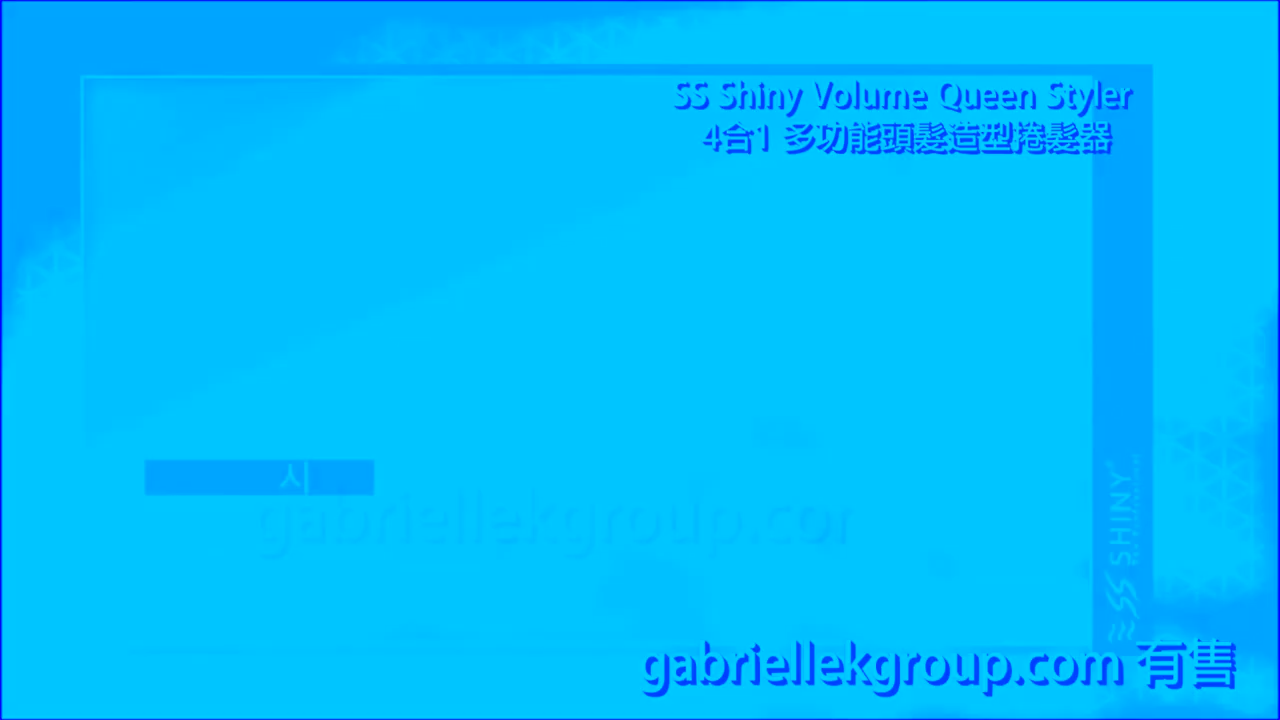 SS Shiny Volume Queen Styler
4合1 多功能頭髮造型捲髮器
시
gabriellekgroup.cor
SS SHINY
gabriellekgroup.com 有售